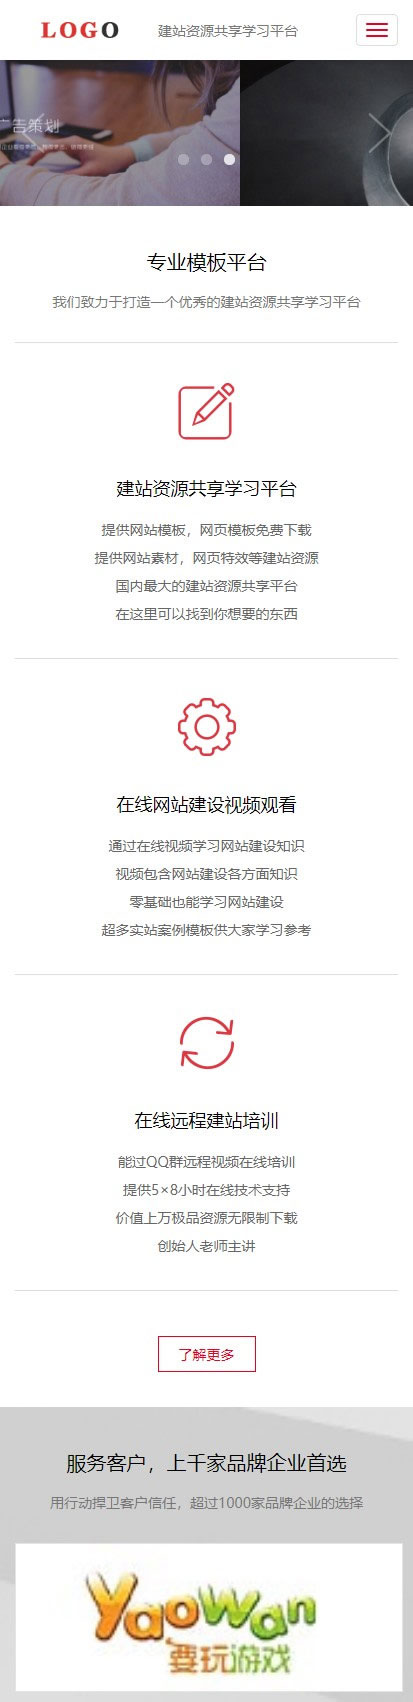 LOGO
建站资源共享学习平台
广告策划
专业模板平台
我们致力于打造一个优秀的建站资源共享学习平台
建站资源共享学习平台
提供网站模板，网页模板免费下载
提供网站素材，网页特效等建站资源
国内最大的建站资源共享平台
在这里可以找到你想要的东西
在线网站建设视频观看
通过在线视频学习网站建设知识
视频包含网站建设各方面知识
零基础也能学习网站建设
超多实站案例模板供大家学习参考
在线远程建站培训
能过QQ群远程视频在线培训
提供5×8小时在线技术支持
价值上万极品资源无限制下载
创始人老师主讲
了解更多
服务客户，上千家品牌企业首选
用行动捍卫客户信任，超过1000家品牌企业的选择
YaoWan
要玩游戏